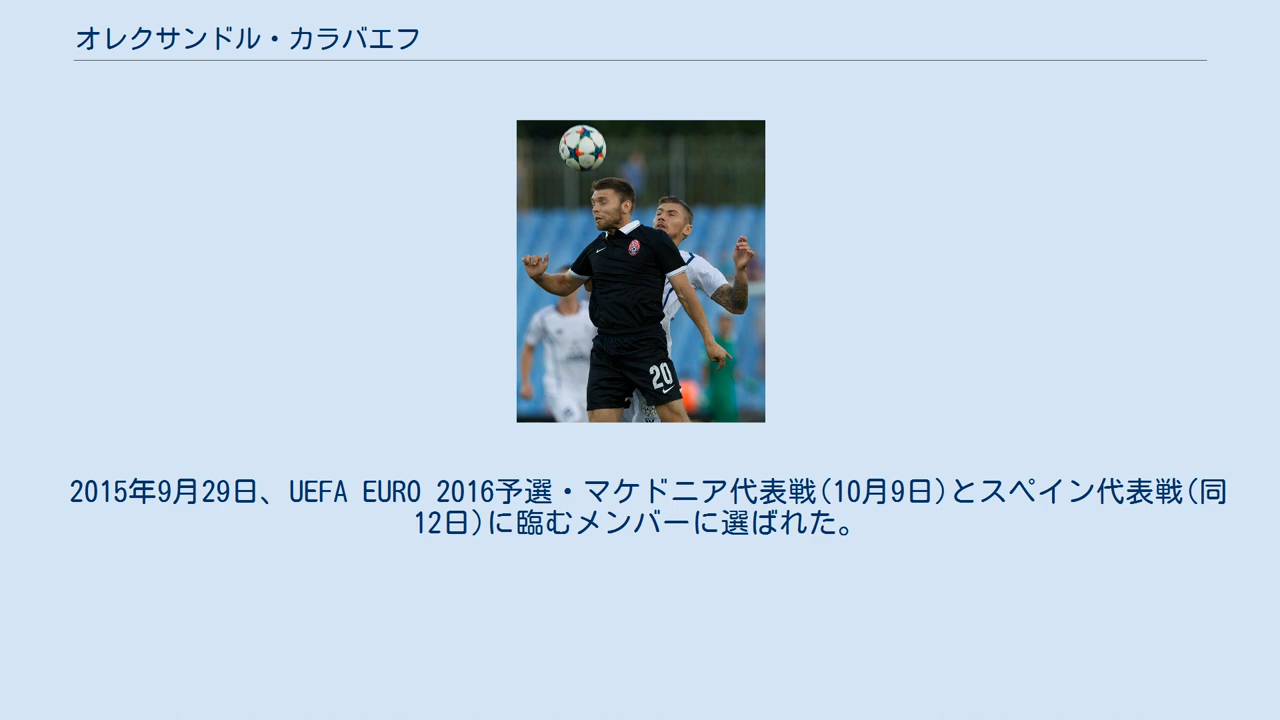 オレクサンドル・カラバエフ
20
2015年9月29日、UEFA EURO 2016予選・マケドニア代表戦(10月9日)とスペイン代表戦(同
12日)に臨むメンバーに選ばれた。